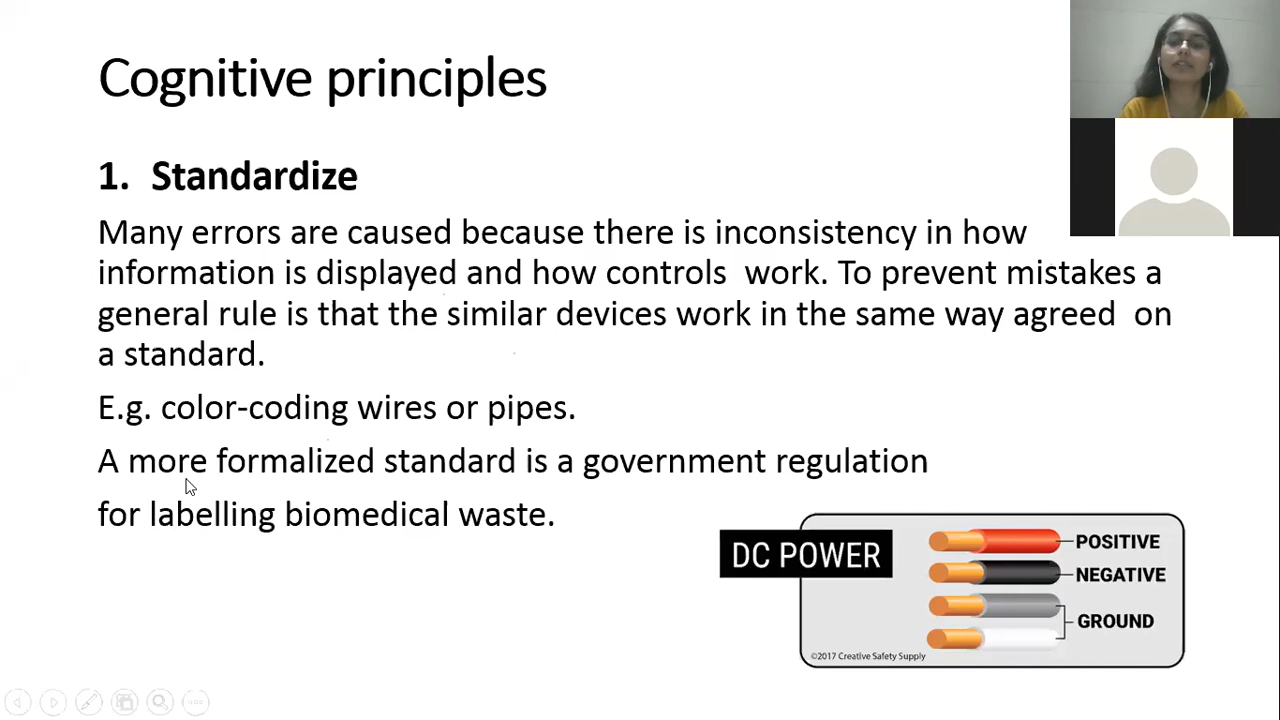 Cognitive principles
1. Standardize
Many errors are caused because there is inconsistency in how
information is displayed and how controls work. To prevent mistakes a
general rule is that the similar devices work in the same way agreed on
a standard.
E.g. color-coding wires or pipes.
A more formalized standard is a government regulation
for labelling biomedical waste.
DC POWER
POSITIVE
NEGATIVE
GROUND
©2017 Creative Safety Supply